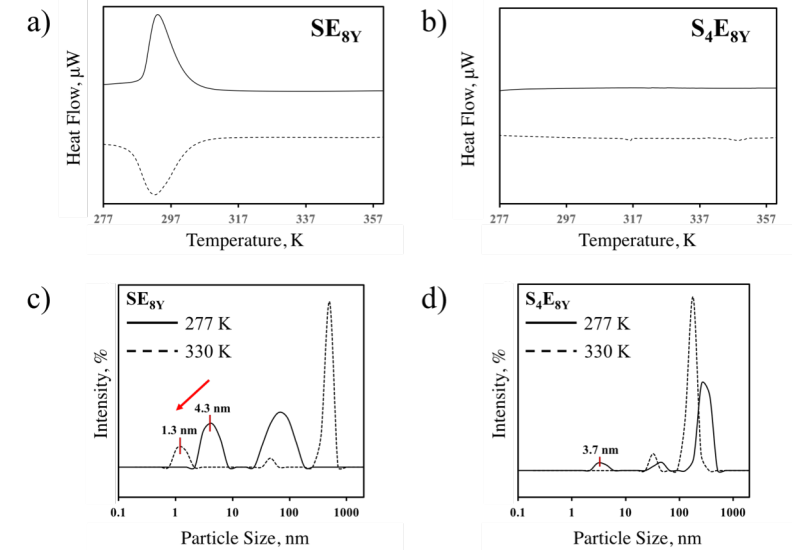 a)
SE8Y
Heat Flow, μW
277 297 317 337 357
Temperature, K
b)
S4E8Y
Heat Flow, μW
277 297 317 337 357
Temperature, K
c)
SE8Y
277 K
330 K
4.3 nm
1.3 nm
Intensity, %
0.1 1 10 100 1000
Particle Size, nm
d)
S4E8Y
277 K
330 K
3.7 nm
Intensity, %
0.1 1 10 100 1000
Particle Size, nm